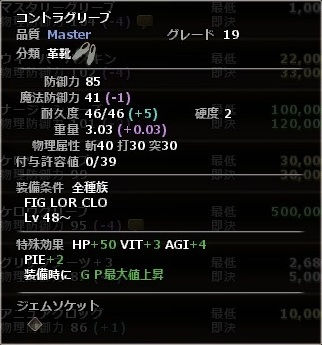 コントラグリーブ
品質 Master グレード 19
分類 革靴
防御力 85
魔法防御力 41 (-1)
耐久度 46/46 (+5) 硬度 2
重量 3.03 (+0.03)
物理属性 斬40 打30 突30
付与許容値 0/39
装備条件 全種族
FIG LOR CLO
Lv 48～
特殊効果 HP+50 VIT+3 AGI+4
PIE+2
装備時に ＧＰ最大値上昇
ジェムソケット